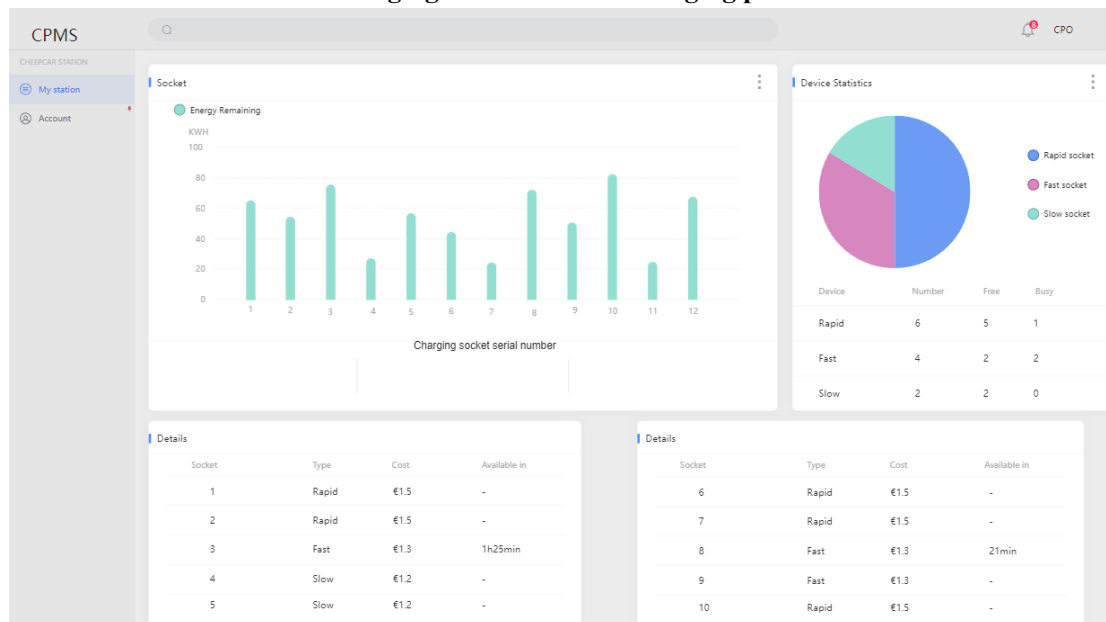 CPMS
6
CPO
CHEEPCAR STATION
My station
Account
Socket
Energy Remaining
KWH
100
80
60
40
20
0
1 2 3 4 5 6 7 8 9 10 11 12
Charging socket serial number
Device Statistics
Rapid socket
Fast socket
Slow socket
Device Number Free Busy
Rapid 6 5 1
Fast 4 2 2
Slow 2 2 0
Details
Socket Type Cost Available in
1 Rapid €1.5 -
2 Rapid €1.5 -
3 Fast €1.3 1h25min
4 Slow €1.2 -
5 Slow €1.2 -
Details
Socket Type Cost Available in
6 Rapid €1.5 -
7 Rapid €1.5 -
8 Fast €1.3 21min
9 Fast €1.3 -
10 Rapid €1.5 -